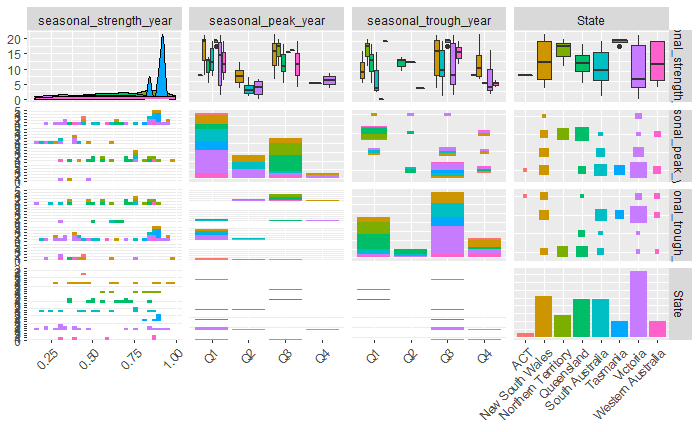 seasonal_strength_year seasonal_peak_year seasonal_trough_year State
20
15
10
5
0
onal_strength_
sonal_peak_
onal_trough_
State
0.25 0.50 0.75 1.00
Q1 Q2 Q3 Q4
Q1 Q2 Q3 Q4
ACT
New South Wales
Northern Territory
Queensland
South Australia
Tasmania
Victoria
Western Australia